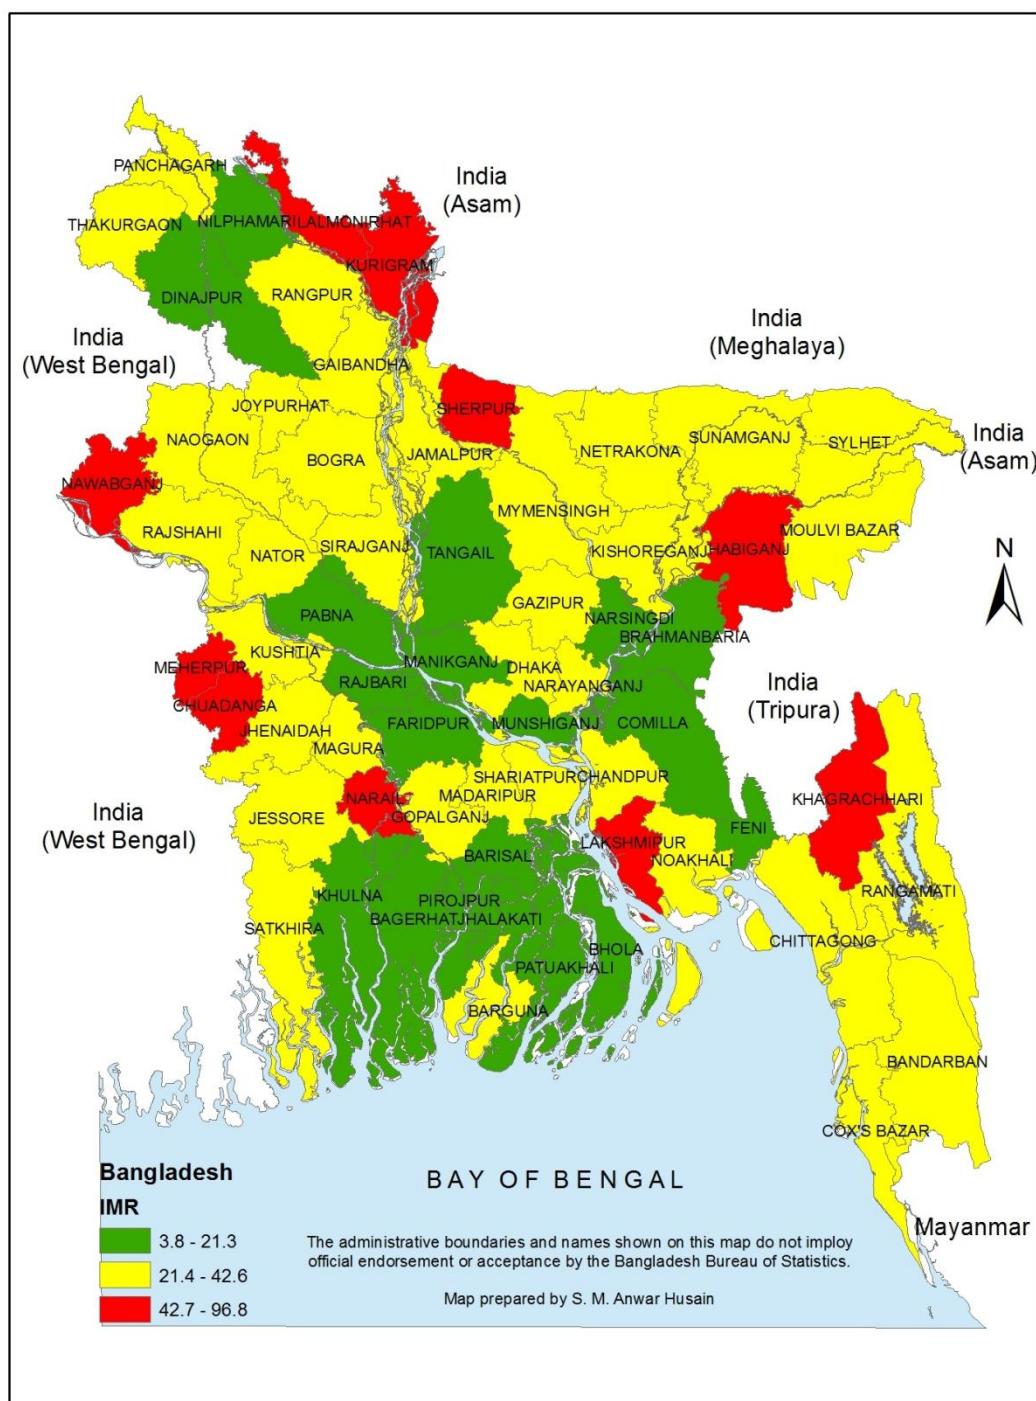 PANCHAGARH
India
(Asam)
THAKURGAON
NILPHAMARI
LALMONIRHAT
KURIGRAM
DINAJPUR
RANGPUR
India
(West Bengal)
India
(Meghalaya)
GAIBANDHA
JOYPURHAT
SHERPUR
NAOGAON
BOGRA
JAMALPUR
NETRAKONA
SUNAMGANJ
SYLHET
India
(Asam)
NAWABGANJ
RAJSHAHI
NATOR
SIRAJGANJ
TANGAIL
MYMENSINGH
KISHOREGANJ
HABIGANJ
MOULVI BAZAR
N
PABNA
GAZIPUR
NARSINGDI
BRAHMANBARIA
MEHERPUR
KUSHTIA
RAJBARI
MANIKGANJ
DHAKA
NARAYANGANJ
CHUADANGA
JHENAIDAH
MAGURA
FARIDPUR
MUNSHIGANJ
COMILLA
India
(Tripura)
SHARIATPUR
CHANDPUR
MADARIPUR
NARAIL
GOPALGANJ
KHAGRACHHARI
India
(West Bengal)
JESSORE
FENI
BARISAL
LAKSHMIPUR
NOAKHALI
KHULNA
PIROJPUR
BAGERHAT
JHALAKATI
RANGAMATI
SATKHIRA
BHOLA
CHITTAGONG
PATUAKHALI
BARGUNA
BANDARBAN
COX'S BAZAR
BAY OF BENGAL
Mayanmar
Bangladesh
IMR
3.8 - 21.3
21.4 - 42.6
42.7 - 96.8
The administrative boundaries and names shown on this map do not imploy
official endorsement or acceptance by the Bangladesh Bureau of Statistics.
Map prepared by S. M. Anwar Husain